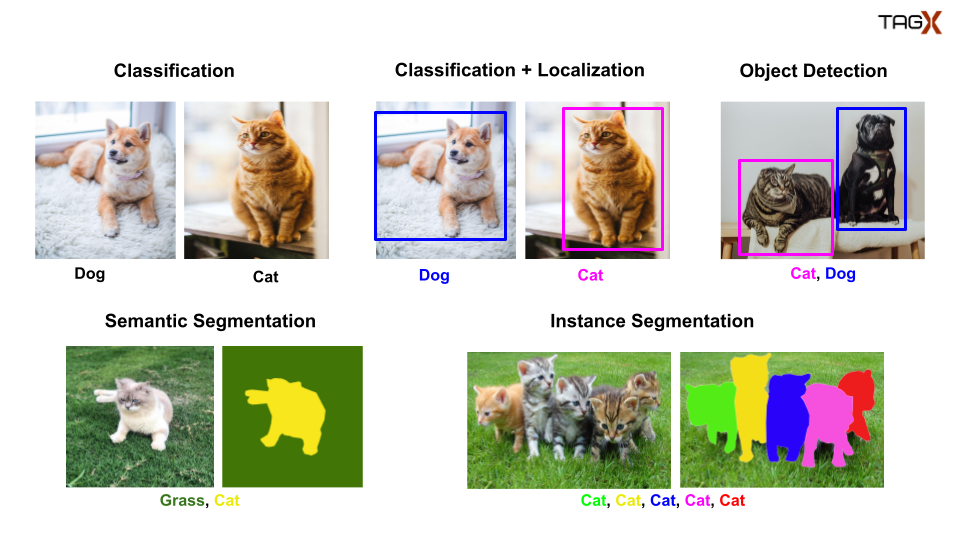 TAGX
Classification
Classification + Localization
Object Detection
Dog
Cat
Dog
Cat
Cat, Dog
Semantic Segmentation
Instance Segmentation
Grass, Cat
Cat, Cat, Cat, Cat, Cat